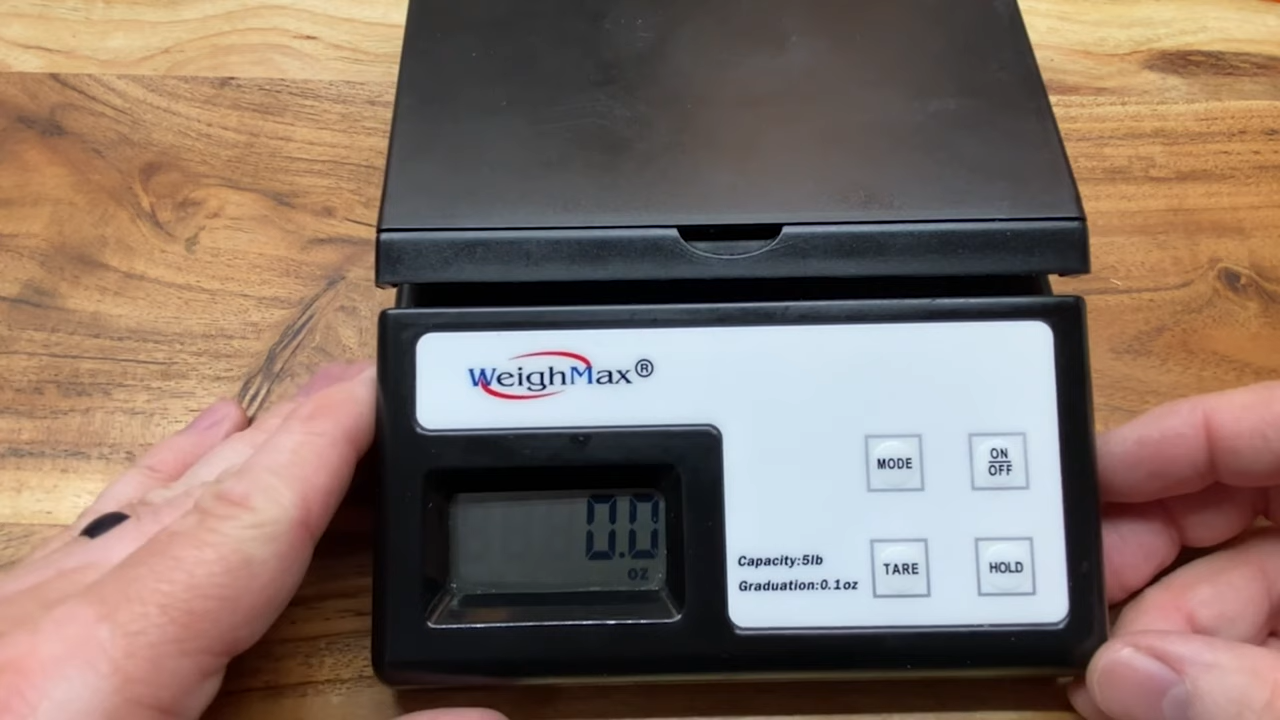 WeighMax®
MODE
ON
OFF
0.0
oz
Capacity:5lb
Graduation:0.1oz
TARE
HOLD